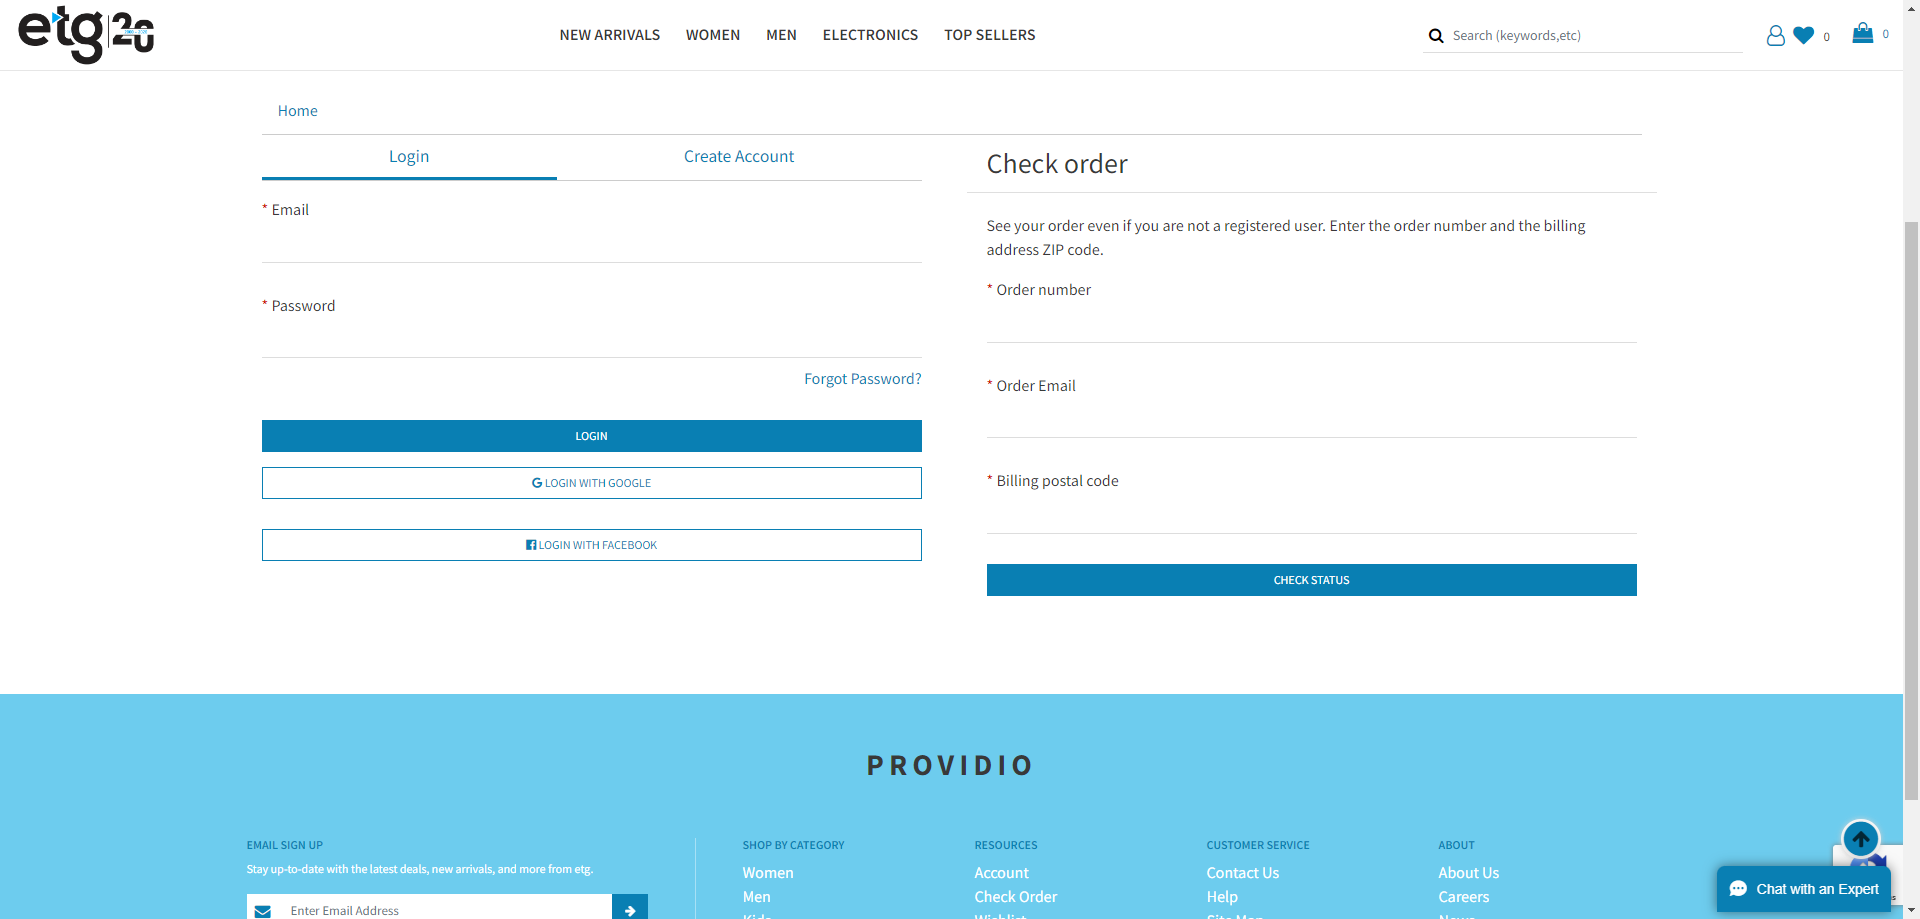 etg 20
NEW ARRIVALS WOMEN MEN ELECTRONICS TOP SELLERS
Search (keywords,etc)
0
0
Home
Login
Create Account
* Email
* Password
Forgot Password?
LOGIN
G LOGIN WITH GOOGLE
LOGIN WITH FACEBOOK
Check order
See your order even if you are not a registered user. Enter the order number and the billing
address ZIP code.
* Order number
* Order Email
* Billing postal code
CHECK STATUS
PROVIDIO
EMAIL SIGN UP
Stay up-to-date with the latest deals, new arrivals, and more from etg.
Enter Email Address
SHOP BY CATEGORY
Women
Men
Kids
RESOURCES
Account
Check Order
Wishlist
CUSTOMER SERVICE
Contact Us
Help
Site Map
ABOUT
About Us
Careers
News
Chat with an Expert